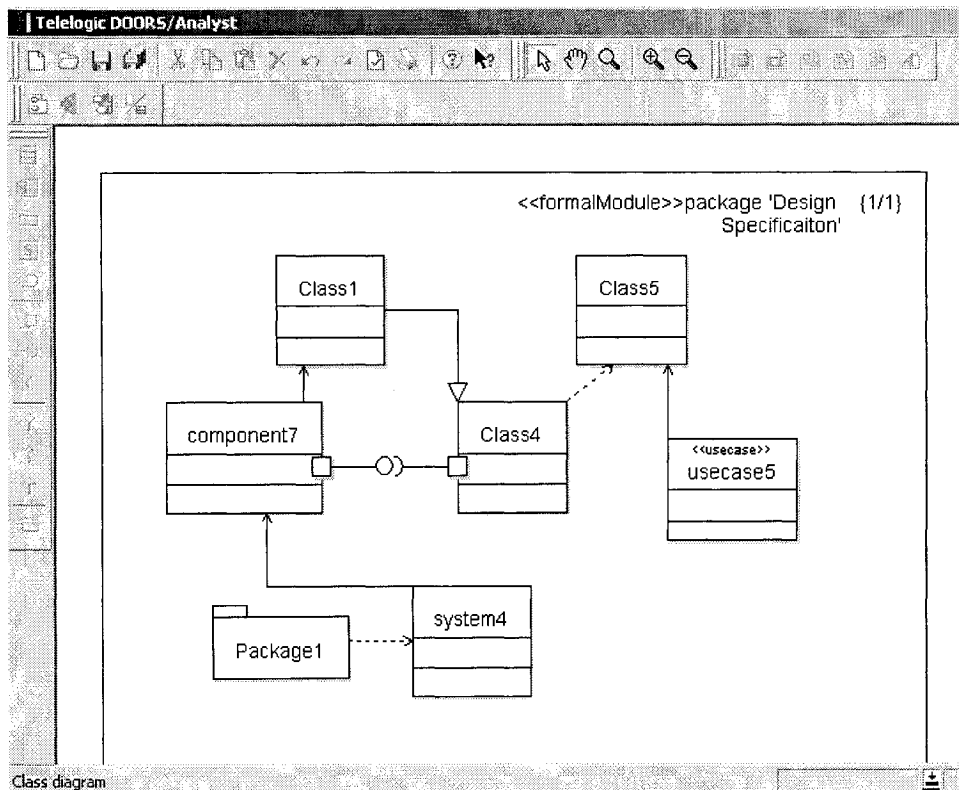 Telelogic DOORS/Analyst
<<formalModule>>package 'Design {1/1}
Specificaiton'
Class1
Class5
component7
Class4
<<usecase>>
usecase5
system4
Package1
Class diagram